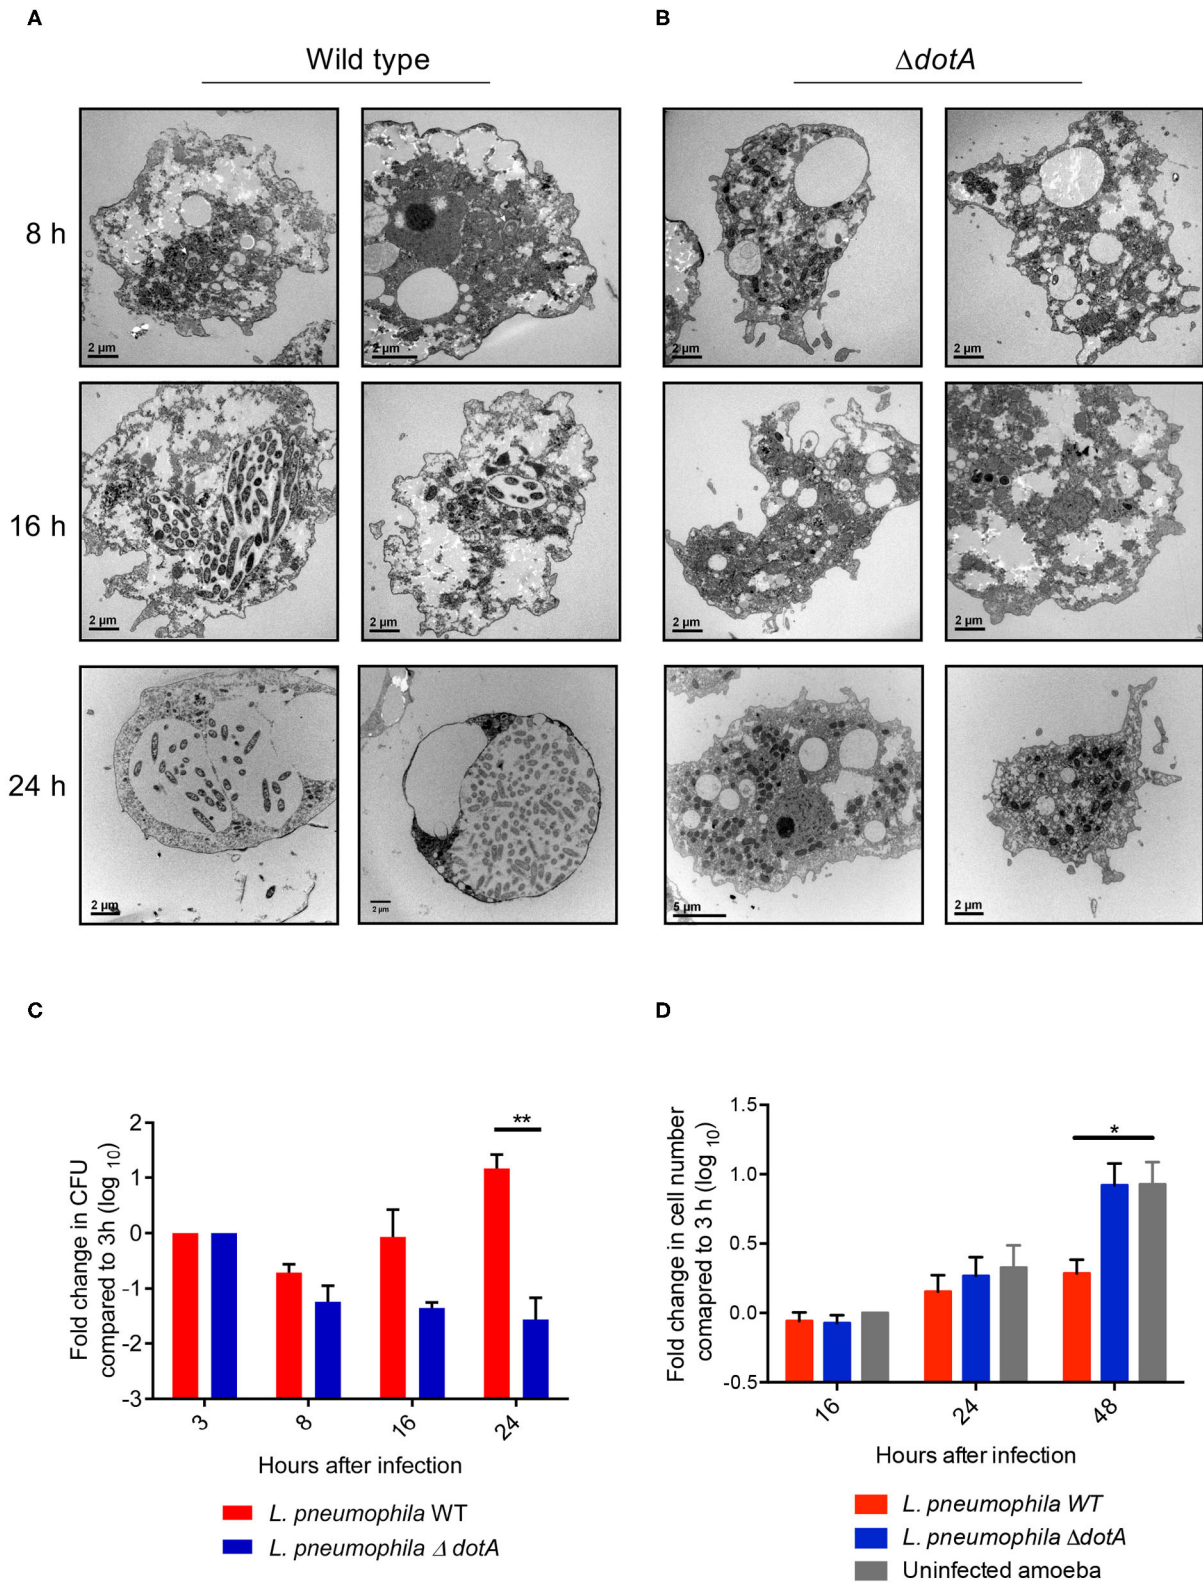 A
B
Wild type
ΔdotA
8 h
2 µm
2 µm
2 µm
2 µm
16 h
2 µm
2 µm
2 µm
2 µm
24 h
2 µm
2 µm
5 µm
2 µm
C
D
Fold change in CFU
compared to 3h (log 10)
2
1
0
-1
-2
-3
**
3
8
16
24
Hours after infection
L. pneumophila WT
L. pneumophila Δ dotA
Fold change in cell number
comapred to 3 h (log 10)
1.5
1.0
0.5
0.0
-0.5
*
16
24
48
Hours after infection
L. pneumophila WT
L. pneumophila ΔdotA
Uninfected amoeba